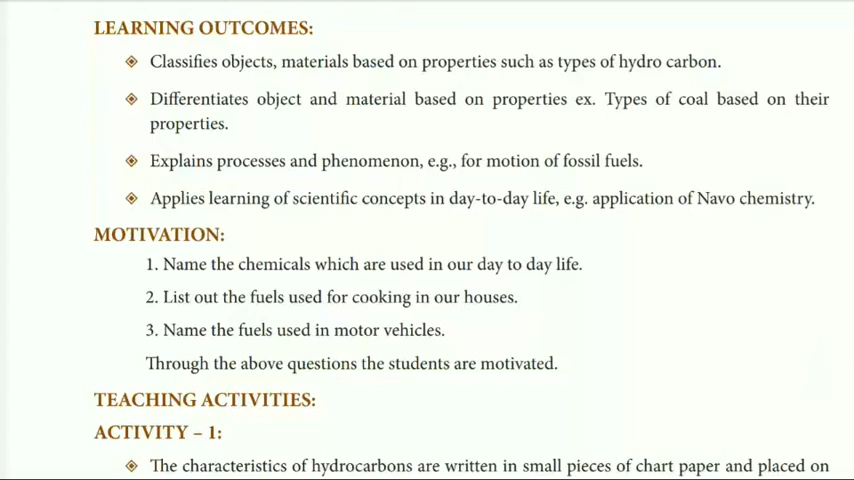 LEARNING OUTCOMES:
Classifies objects, materials based on properties such as types of hydro carbon.
Differentiates object and material based on properties ex. Types of coal based on their
properties.
Explains processes and phenomenon, e.g., for motion of fossil fuels.
Applies learning of scientific concepts in day-to-day life, e.g. application of Navo chemistry.
MOTIVATION:
1. Name the chemicals which are used in our day to day life.
2. List out the fuels used for cooking in our houses.
3. Name the fuels used in motor vehicles.
Through the above questions the students are motivated.
TEACHING ACTIVITIES:
ACTIVITY – 1:
The characteristics of hydrocarbons are written in small pieces of chart paper and placed on